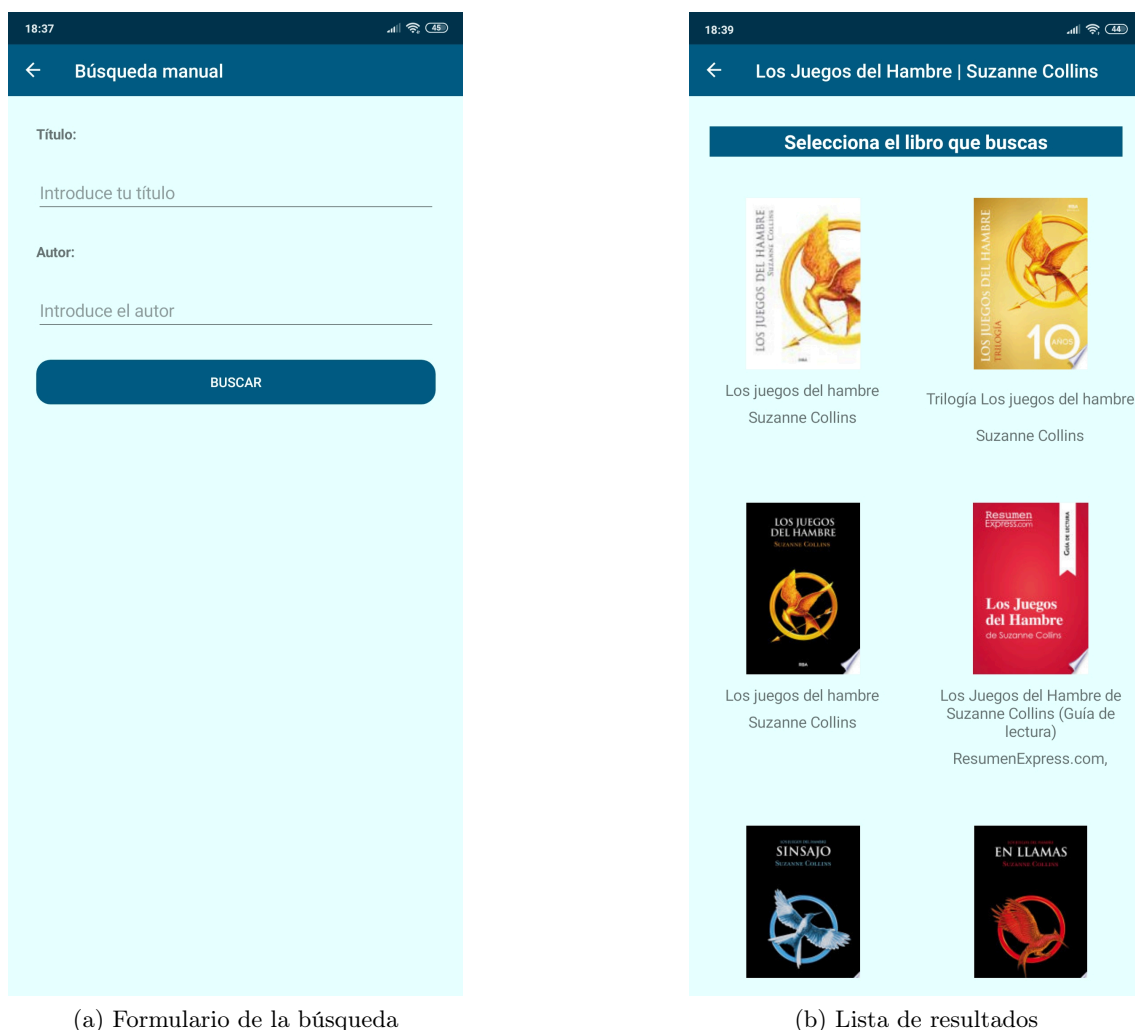 18:37
45
Búsqueda manual
Título:
Introduce tu título
Autor:
Introduce el autor
BUSCAR
(a) Formulario de la búsqueda
18:39
44
Los Juegos del Hambre | Suzanne Collins
Selecciona el libro que buscas
LOS JUEGOS DEL HAMBRE
SUZANNE COLLINS
Los juegos del hambre
Suzanne Collins
LOS JUEGOS DEL HAMBRE
TRILOGÍA
10
AÑOS
Trilogía Los juegos del hambre
Suzanne Collins
LOS JUEGOS
DEL HAMBRE
SUZANNE COLLINS
RBA
Los juegos del hambre
Suzanne Collins
Resumen
Express.com
GUÍA DE LECTURA
Los Juegos
del Hambre
de Suzanne Collins
Los Juegos del Hambre de
Suzanne Collins (Guía de
lectura)
ResumenExpress.com,
SINSAJO
SUZANNE COLLINS
EN LLAMAS
SUZANNE COLLINS
(b) Lista de resultados